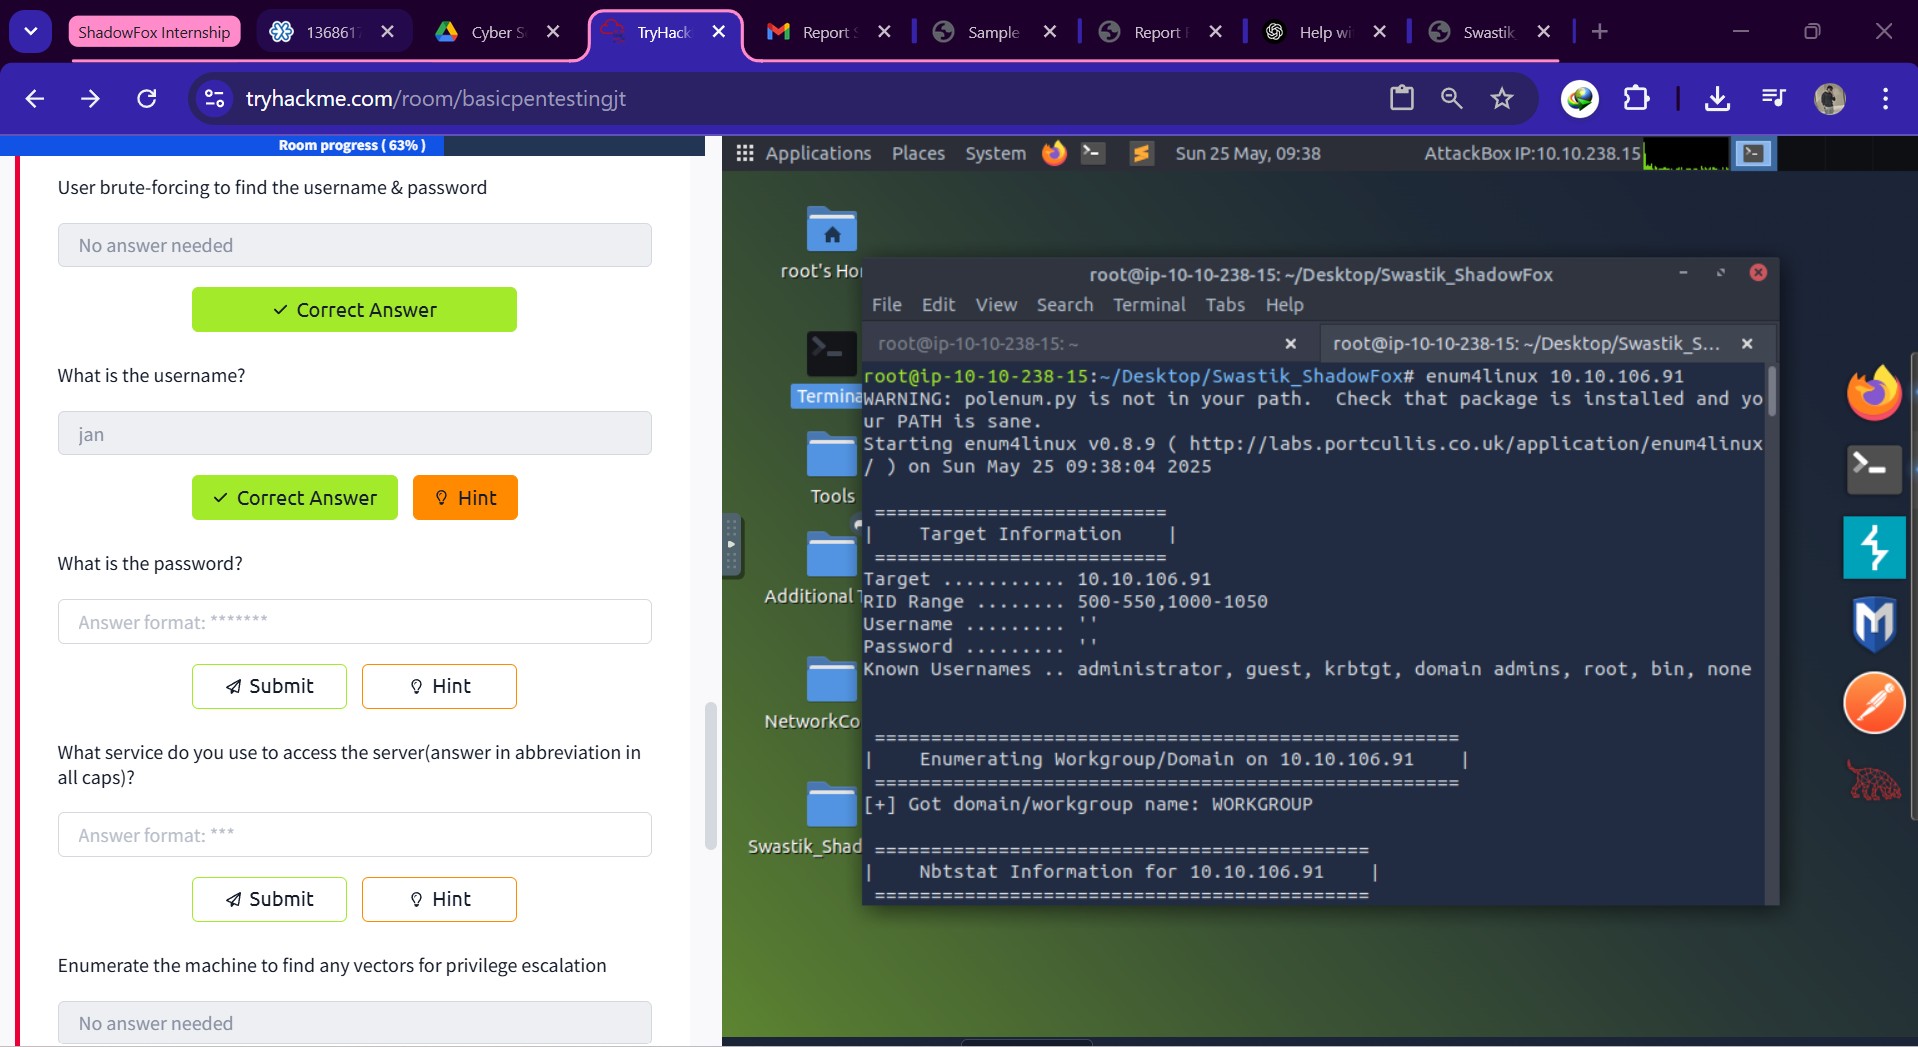 ShadowFox Internship
136861
Cyber S
TryHack
Report
Sample
Report
Help wi
Swastik
tryhackme.com/room/basicpentestingjt
Room progress ( 63% )
User brute-forcing to find the username & password
No answer needed
Correct Answer
What is the username?
jan
Correct Answer
Hint
What is the password?
Answer format: *******
Submit
Hint
What service do you use to access the server(answer in abbreviation in
all caps)?
Answer format: ***
Submit
Hint
Enumerate the machine to find any vectors for privilege escalation
No answer needed
Applications Places System
Sun 25 May, 09:38
AttackBox IP:10.10.238.15
root's Ho
Termina
Tools
Additional T
NetworkCo
Swastik_Shad
root@ip-10-10-238-15: ~/Desktop/Swastik_ShadowFox
File Edit View Search Terminal Tabs Help
root@ip-10-10-238-15: ~
root@ip-10-10-238-15: ~/Desktop/Swastik_S...
root@ip-10-10-238-15:~/Desktop/Swastik_ShadowFox# enum4linux 10.10.106.91
WARNING: polenum.py is not in your path.  Check that package is installed and yo
ur PATH is sane.
Starting enum4linux v0.8.9 ( http://labs.portcullis.co.uk/application/enum4linux
/ ) on Sun May 25 09:38:04 2025
==========================
|    Target Information    |
==========================
Target ........... 10.10.106.91
RID Range ........ 500-550,1000-1050
Username ......... ''
Password ......... ''
Known Usernames .. administrator, guest, krbtgt, domain admins, root, bin, none
====================================================
|    Enumerating Workgroup/Domain on 10.10.106.91    |
====================================================
[+] Got domain/workgroup name: WORKGROUP
============================================
|    Nbtstat Information for 10.10.106.91    |
============================================